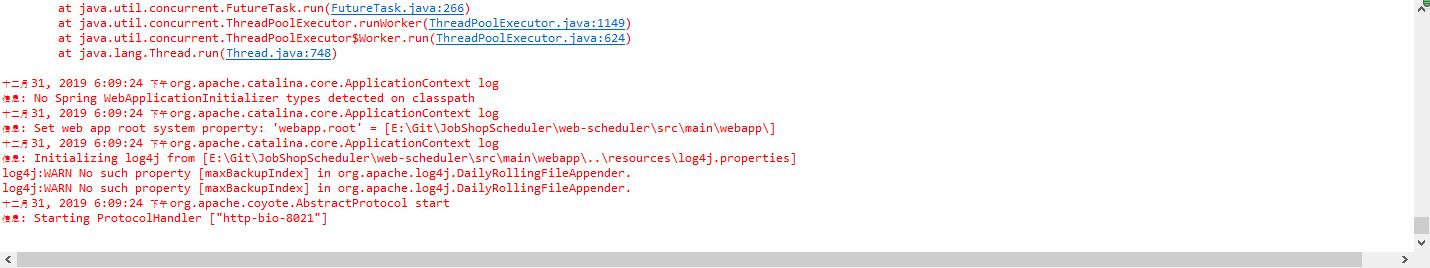 at java.util.concurrent.FutureTask.run(FutureTask.java:266)
at java.util.concurrent.ThreadPoolExecutor.runWorker(ThreadPoolExecutor.java:1149)
at java.util.concurrent.ThreadPoolExecutor$Worker.run(ThreadPoolExecutor.java:624)
at java.lang.Thread.run(Thread.java:748)
十二月 31, 2019 6:09:24 下午 org.apache.catalina.core.ApplicationContext log
信息: No Spring WebApplicationInitializer types detected on classpath
十二月 31, 2019 6:09:24 下午 org.apache.catalina.core.ApplicationContext log
信息: Set web app root system property: 'webapp.root' = [E:\Git\JobShopScheduler\web-scheduler\src\main\webapp\]
十二月 31, 2019 6:09:24 下午 org.apache.catalina.core.ApplicationContext log
信息: Initializing log4j from [E:\Git\JobShopScheduler\web-scheduler\src\main\webapp\..\resources\log4j.properties]
log4j:WARN No such property [maxBackupIndex] in org.apache.log4j.DailyRollingFileAppender.
log4j:WARN No such property [maxBackupIndex] in org.apache.log4j.DailyRollingFileAppender.
十二月 31, 2019 6:09:24 下午 org.apache.coyote.AbstractProtocol start
信息: Starting ProtocolHandler ["http-bio-8021"]